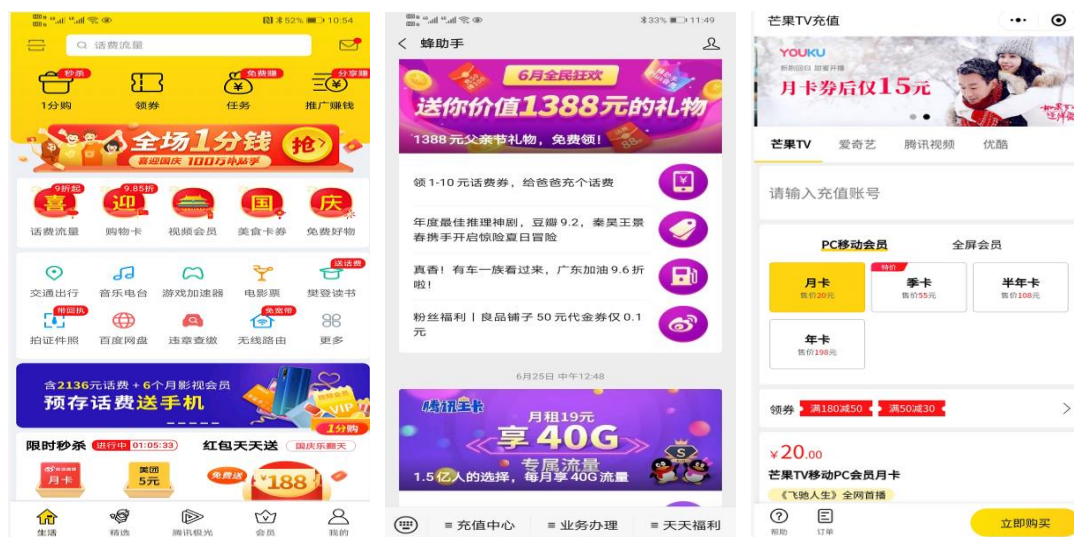 52%
10:54
话费流量
秒杀
免费赚
分享赚
1分购
领券
任务
推广赚钱
全场1分钱
抢
喜迎国庆 100万补贴季
9折起
9.85折
喜
迎
国
庆
话费流量
购物卡
视频会员
美食卡券
免费好物
送话费
交通出行
音乐电台
游戏加速器
电影票
樊登读书
带回执
免宽带
拍证件照
百度网盘
违章查缴
无线路由
更多
含2136元话费+6个月影视会员
预存话费送手机
VIP
1分购
限时秒杀
进行中 01:05:33
红包天天送
国庆乐翻天
月卡
美团
5元
免费送
¥188
生活
精选
腾讯极光
会员
我的
33%
11:49
蜂助手
6月全民狂欢
送你价值1388元的礼物
1388元父亲节礼物，免费领！
领1-10元话费券，给爸爸充个话费
年度最佳推理神剧，豆瓣9.2，秦昊王景
春携手开启惊险夏日冒险
真香！有车一族看过来，广东加油9.6折
啦！
粉丝福利丨良品铺子50元代金券仅0.1
元
6月25日 中午12:48
腾讯王卡
月租19元
享40G
专属流量
1.5亿人的选择，每月享40G流量
充值中心
业务办理
天天福利
芒果TV充值
YOUKU
新剧回归 甜蜜开播
月卡券后仅15元
芒果TV
爱奇艺
腾讯视频
优酷
请输入充值账号
PC移动会员
全屏会员
特价
月卡
售价20元
季卡
售价55元
半年卡
售价108元
年卡
售价198元
领券
满180减50
满50减30
¥20.00
芒果TV移动PC会员月卡
《飞驰人生》全网首播
帮助
订单
立即购买